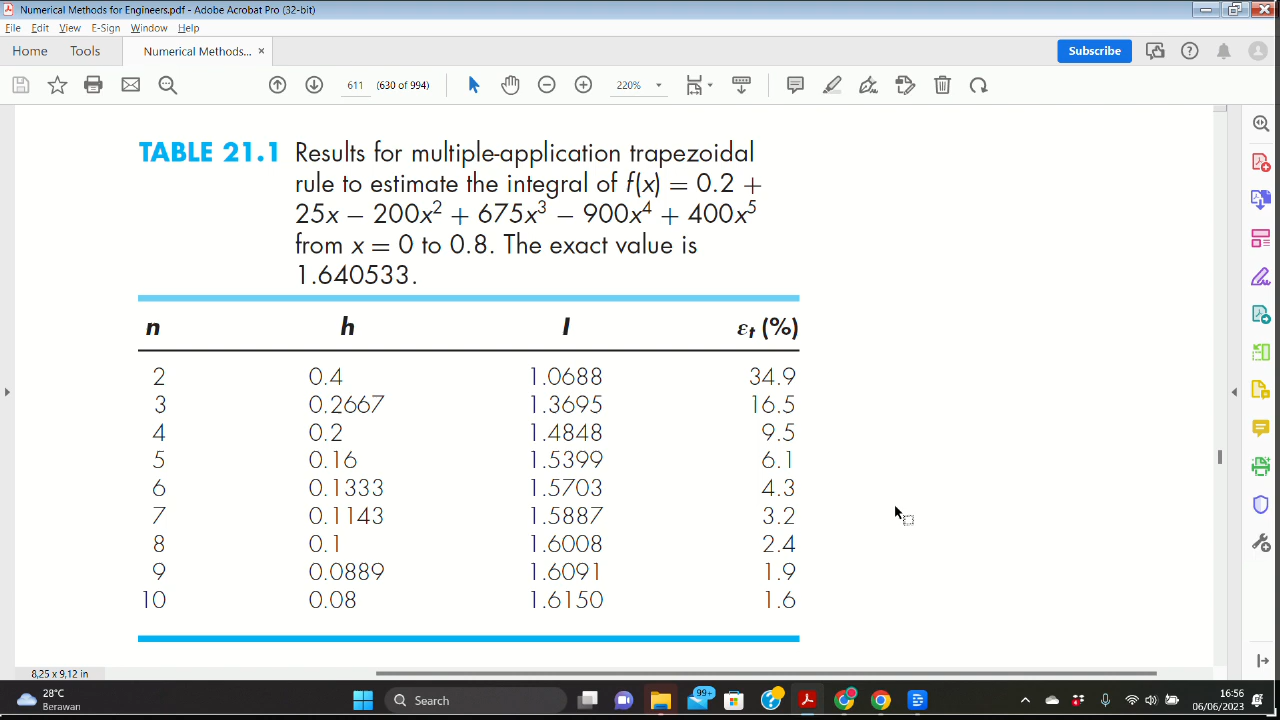 Numerical Methods for Engineers.pdf - Adobe Acrobat Pro (32-bit)
File Edit View E-Sign Window Help
Home Tools Numerical Methods... ×
Subscribe
611 (630 of 994) 220%
TABLE 21.1 Results for multiple-application trapezoidal
rule to estimate the integral of f(x) = 0.2 +
25x − 200x² + 675x³ − 900x⁴ + 400x⁵
from x = 0 to 0.8. The exact value is
1.640533.
n h I εt (%)
2 0.4 1.0688 34.9
3 0.2667 1.3695 16.5
4 0.2 1.4848 9.5
5 0.16 1.5399 6.1
6 0.1333 1.5703 4.3
7 0.1143 1.5887 3.2
8 0.1 1.6008 2.4
9 0.0889 1.6091 1.9
10 0.08 1.6150 1.6
8,25 x 9,12 in
28°C
Berawan
Search
99+
16:56
06/06/2023